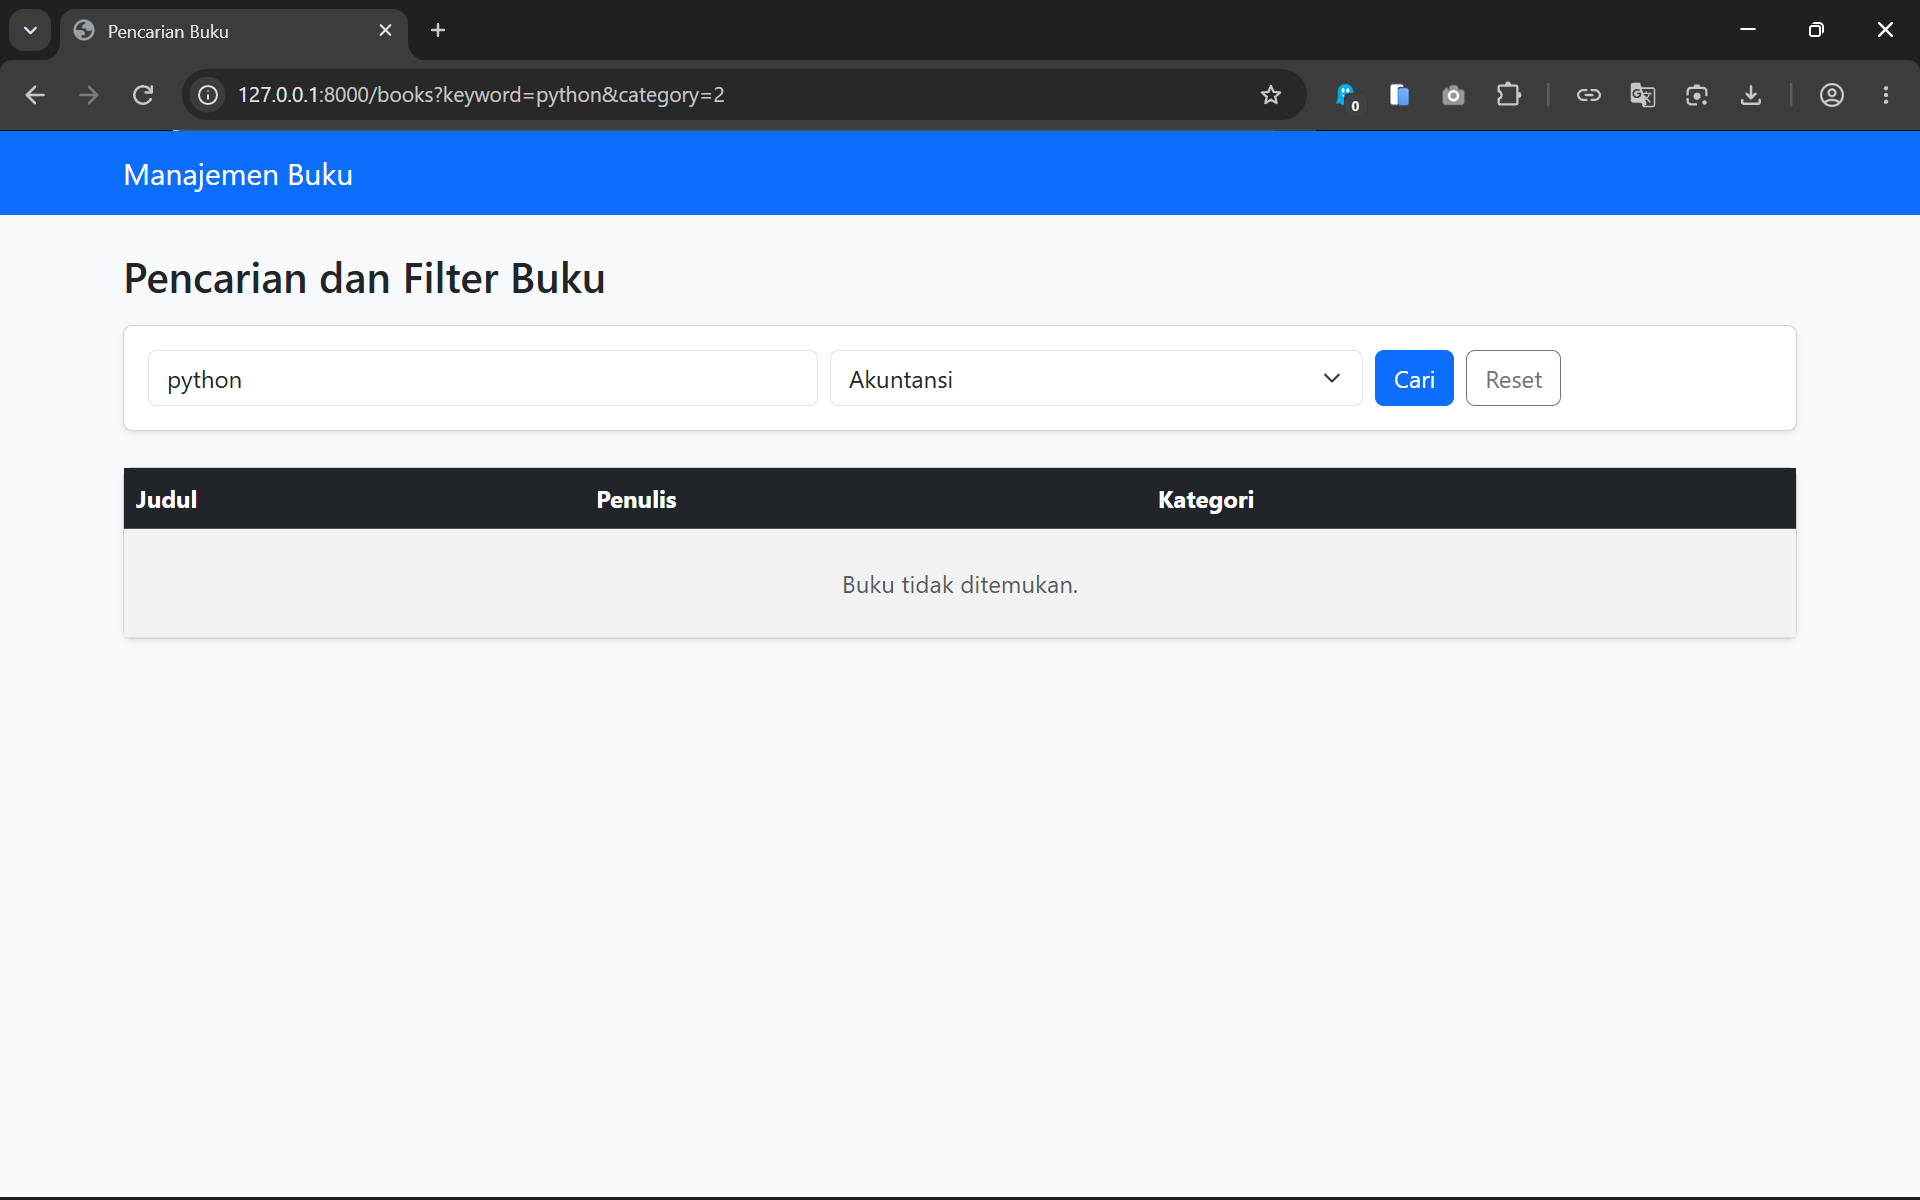 Pencarian Buku
127.0.0.1:8000/books?keyword=python&category=2
0
Manajemen Buku
Pencarian dan Filter Buku
python
Akuntansi
Cari
Reset
Judul Penulis Kategori
Buku tidak ditemukan.